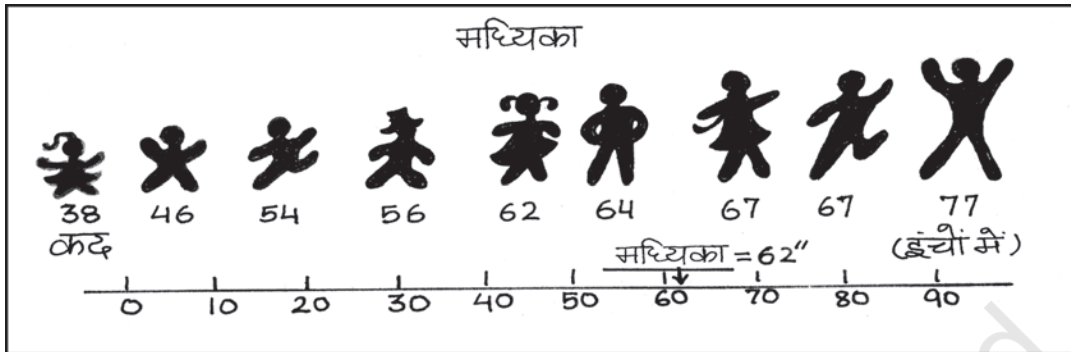 मध्यिका
38 46 54 56 62 64 67 67 77
कद (इंचों में)
मध्यिका = 62"
0 10 20 30 40 50 60 70 80 90
d